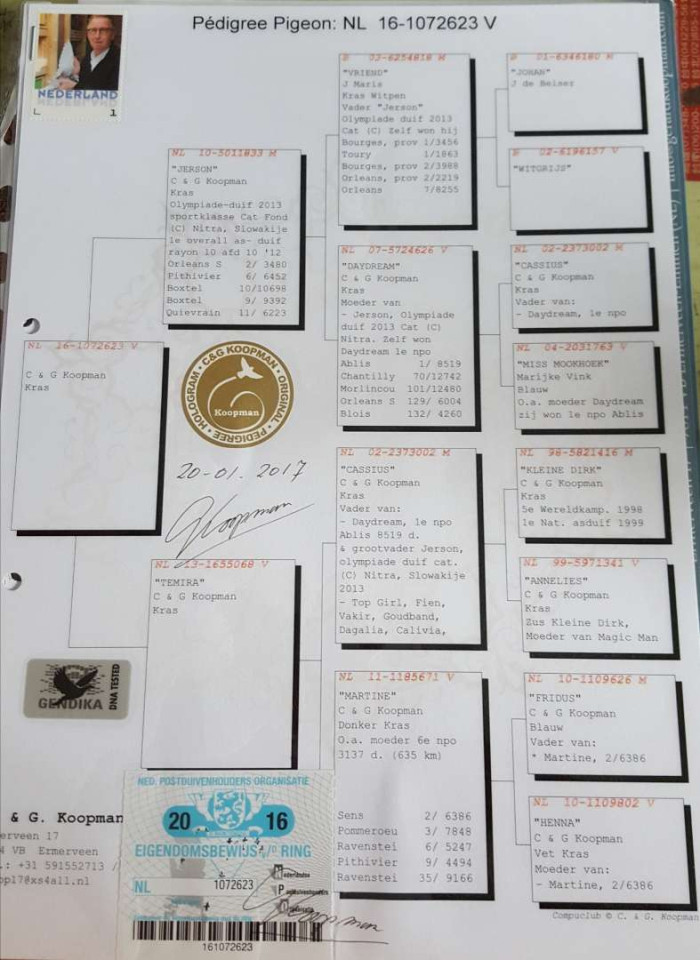 Pédigree Pigeon: NL 16-1072623 V
NEDERLAND
1
NL 16-1072623 V
C & G Koopman
Kras
NL 10-5011833 M
"JERSON"
C & G Koopman
Kras
Olympiade-duif 2013
sportklasse Cat Fond
(C) Nitra, Slowakije
1e overall as- duif
rayon 10 afd 10 '12
Orleans S 2/ 3480
Pithivier 6/ 6452
Boxtel 10/10698
Boxtel 9/ 9392
Quievrain 11/ 6223
HOLOGRAM • C&G KOOPMAN • ORIGINAL • PEDIGREE •
Koopman
20-01. 2017
Koopman
NL 13-1655068 V
"TEMIRA"
C & G Koopman
Kras
B 03-6254818 M
"VRIEND"
J Maris
Kras Witpen
Vader "Jerson"
Olympiade duif 2013
Cat (C) Zelf won hij
Bourges, prov 1/3456
Toury 1/1863
Bourges, prov 2/3988
Orleans, prov 2/2219
Orleans 7/8255
NL 07-5724626 V
"DAYDREAM"
C & G Koopman
Kras
Moeder van
- Jerson, Olympiade
duif 2013 Cat (C)
Nitra. Zelf won
Daydream 1e npo
Ablis 1/ 8519
Chantilly 70/12742
Morlincou 101/12480
Orleans S 129/ 6004
Blois 132/ 4260
NL 02-2373002 M
"CASSIUS"
C & G Koopman
Kras
Vader van:
- Daydream, 1e npo
Ablis 8519 d.
& grootvader Jerson,
olympiade duif cat.
(C) Nitra, Slowakije
2013
- Top Girl, Fien,
Vakir, Goudband,
Dagalia, Calivia,
NL 11-1185671 V
"MARTINE"
C & G Koopman
Donker Kras
O.a. moeder 6e npo
3137 d. (635 km)
Sens 2/ 6386
Pommeroeu 3/ 7848
Ravenstei 6/ 5247
Pithivier 9/ 4494
Ravenstei 35/ 9166
B 01-6346180 M
"JOHAN"
J de Beiser
B 02-6196157 V
"WITGRIJS"
NL 02-2373002 M
"CASSIUS"
C & G Koopman
Kras
Vader van:
- Daydream, 1e npo
NL 04-2031763 V
"MISS MOOKHOEK"
Marijke Vink
Blauw
O.a. moeder Daydream
zij won 1e npo Ablis
NL 98-5821416 M
"KLEINE DIRK"
C & G Koopman
Kras
5e Wereldkamp. 1998
1e Nat. asduif 1999
NL 99-5971341 V
"ANNELIES"
C & G Koopman
Kras
Zus Kleine Dirk,
Moeder van Magic Man
NL 10-1109626 M
"FRIDUS"
C & G Koopman
Blauw
Vader van:
* Martine, 2/6386
NL 10-1109802 V
"HENNA"
C & G Koopman
Vet Kras
Moeder van:
- Martine, 2/6386
Compuclub © C. & G. Koopman
GENDIKA
DNA TESTED
& G. Koopman
erveen 17
4 VB Ermerveen
.: +31 591552713 /
op17@xs4all.nl
NED. POSTDUIVENHOUDERS ORGANISATIE
20 16
EIGENDOMSBEWIJS V/D RING
NL 1072623
Nederlandse
Postduivenhouders
Organisatie
Koopman
161072623